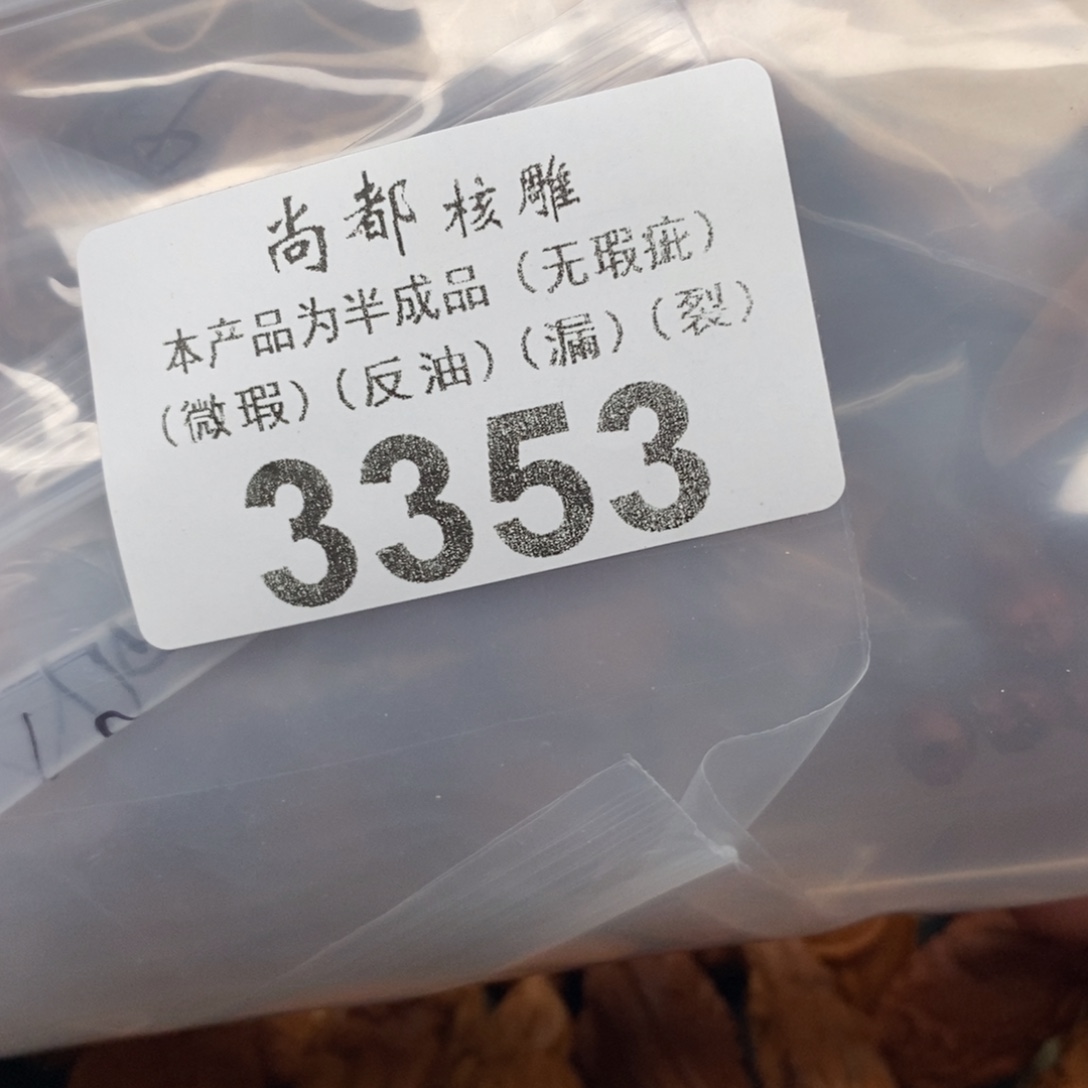 尚都核雕
本产品为半成品（无瑕疵）
（微瑕）（反油）（漏）（裂）
3353